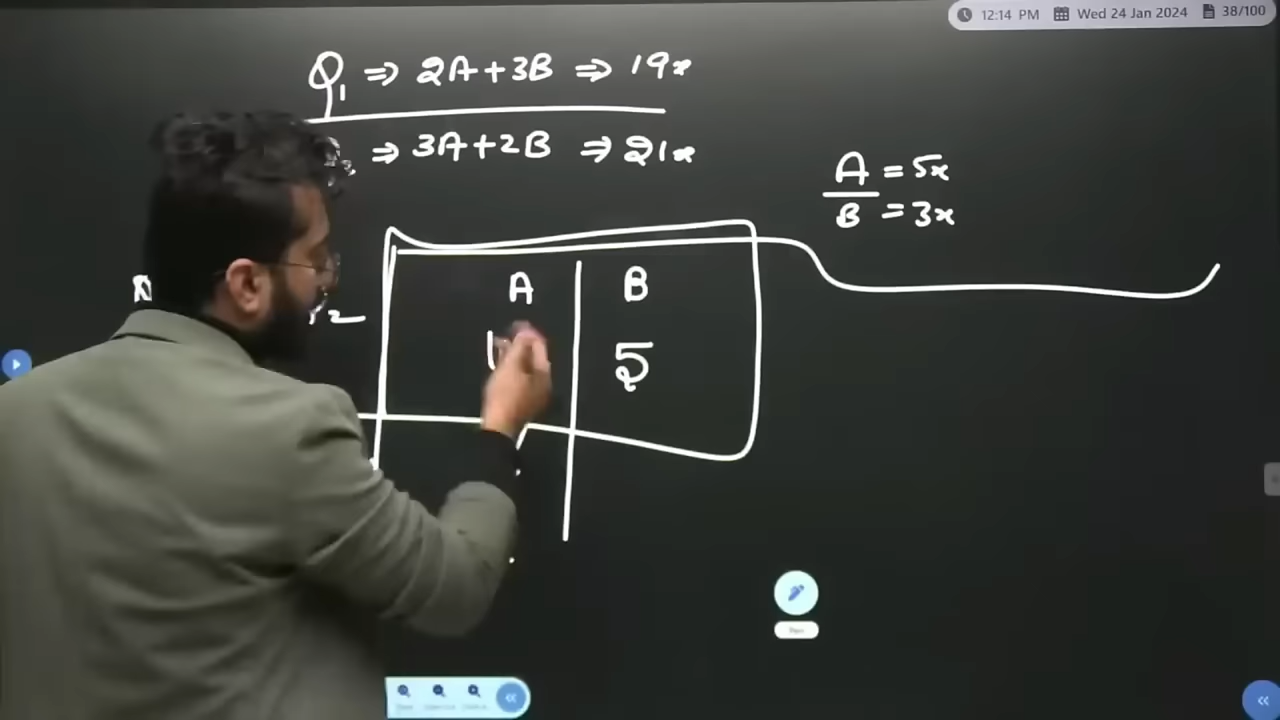 12:14 PM Wed 24 Jan 2024 38/100
Q1 ⇒ 2A+3B ⇒ 19x
⇒ 3A+2B ⇒ 21x
A = 5x
B = 3x
A B
5
Pen